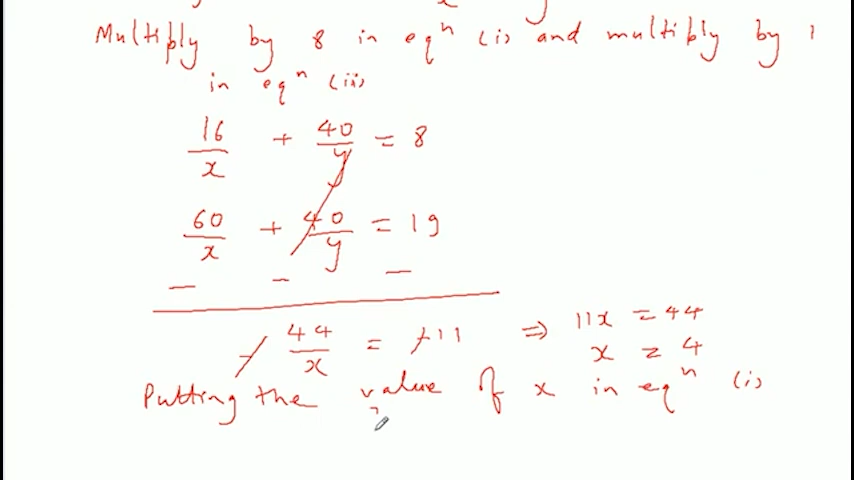 Multiply by 8 in eqⁿ (i) and multiply by 1
in eqⁿ (ii)
16/x + 40/y = 8
60/x + 40/y = 19
— — —
- 44/x = -11 ⇒ 11x = 44
x = 4
Putting the value of x in eqⁿ (i)